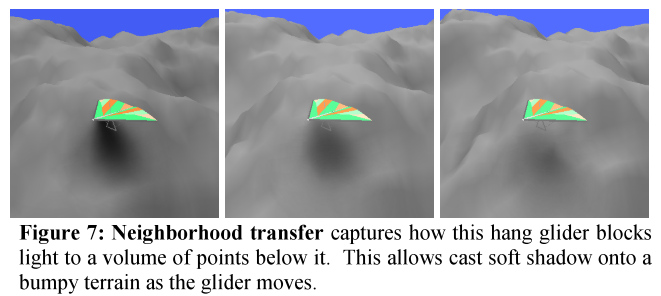 Figure 7: Neighborhood transfer captures how this hang glider blocks
light to a volume of points below it.  This allows cast soft shadow onto a
bumpy terrain as the glider moves.